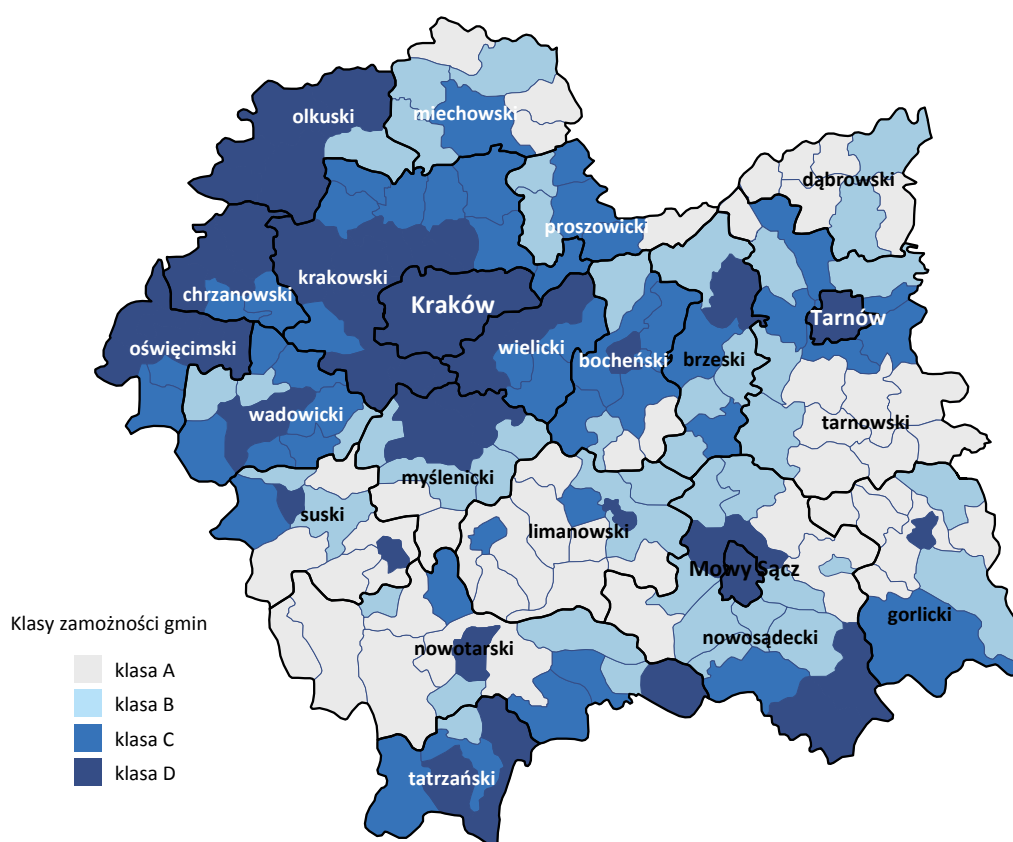 olkuski
miechowski
dąbrowski
proszowicki
krakowski
chrzanowski
Kraków
Tarnów
oświęcimski
wielicki
bocheński
brzeski
wadowicki
tarnowski
myślenicki
suski
limanowski
Mowy Sącz
gorlicki
nowosądecki
nowotarski
tatrzański
Klasy zamożności gmin
klasa A
klasa B
klasa C
klasa D